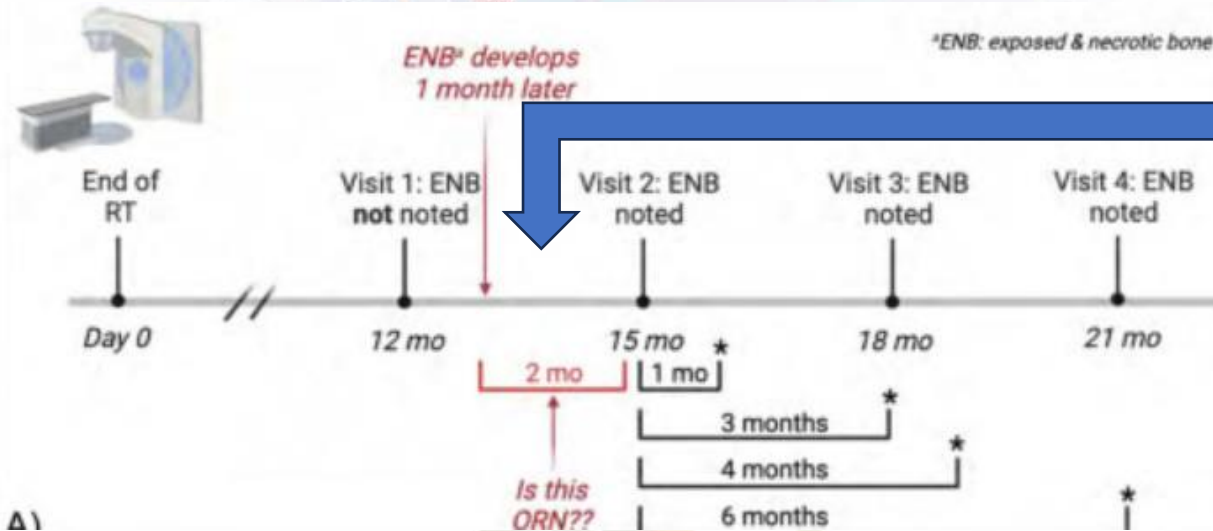 ENBᵃ develops
1 month later
ᵃENB: exposed & necrotic bone
End of
RT
Visit 1: ENB
not noted
Visit 2: ENB
noted
Visit 3: ENB
noted
Visit 4: ENB
noted
Day 0
12 mo
15 mo
18 mo
21 mo
2 mo
1 mo
*
3 months
*
4 months
*
6 months
*
Is this
ORN??
A)